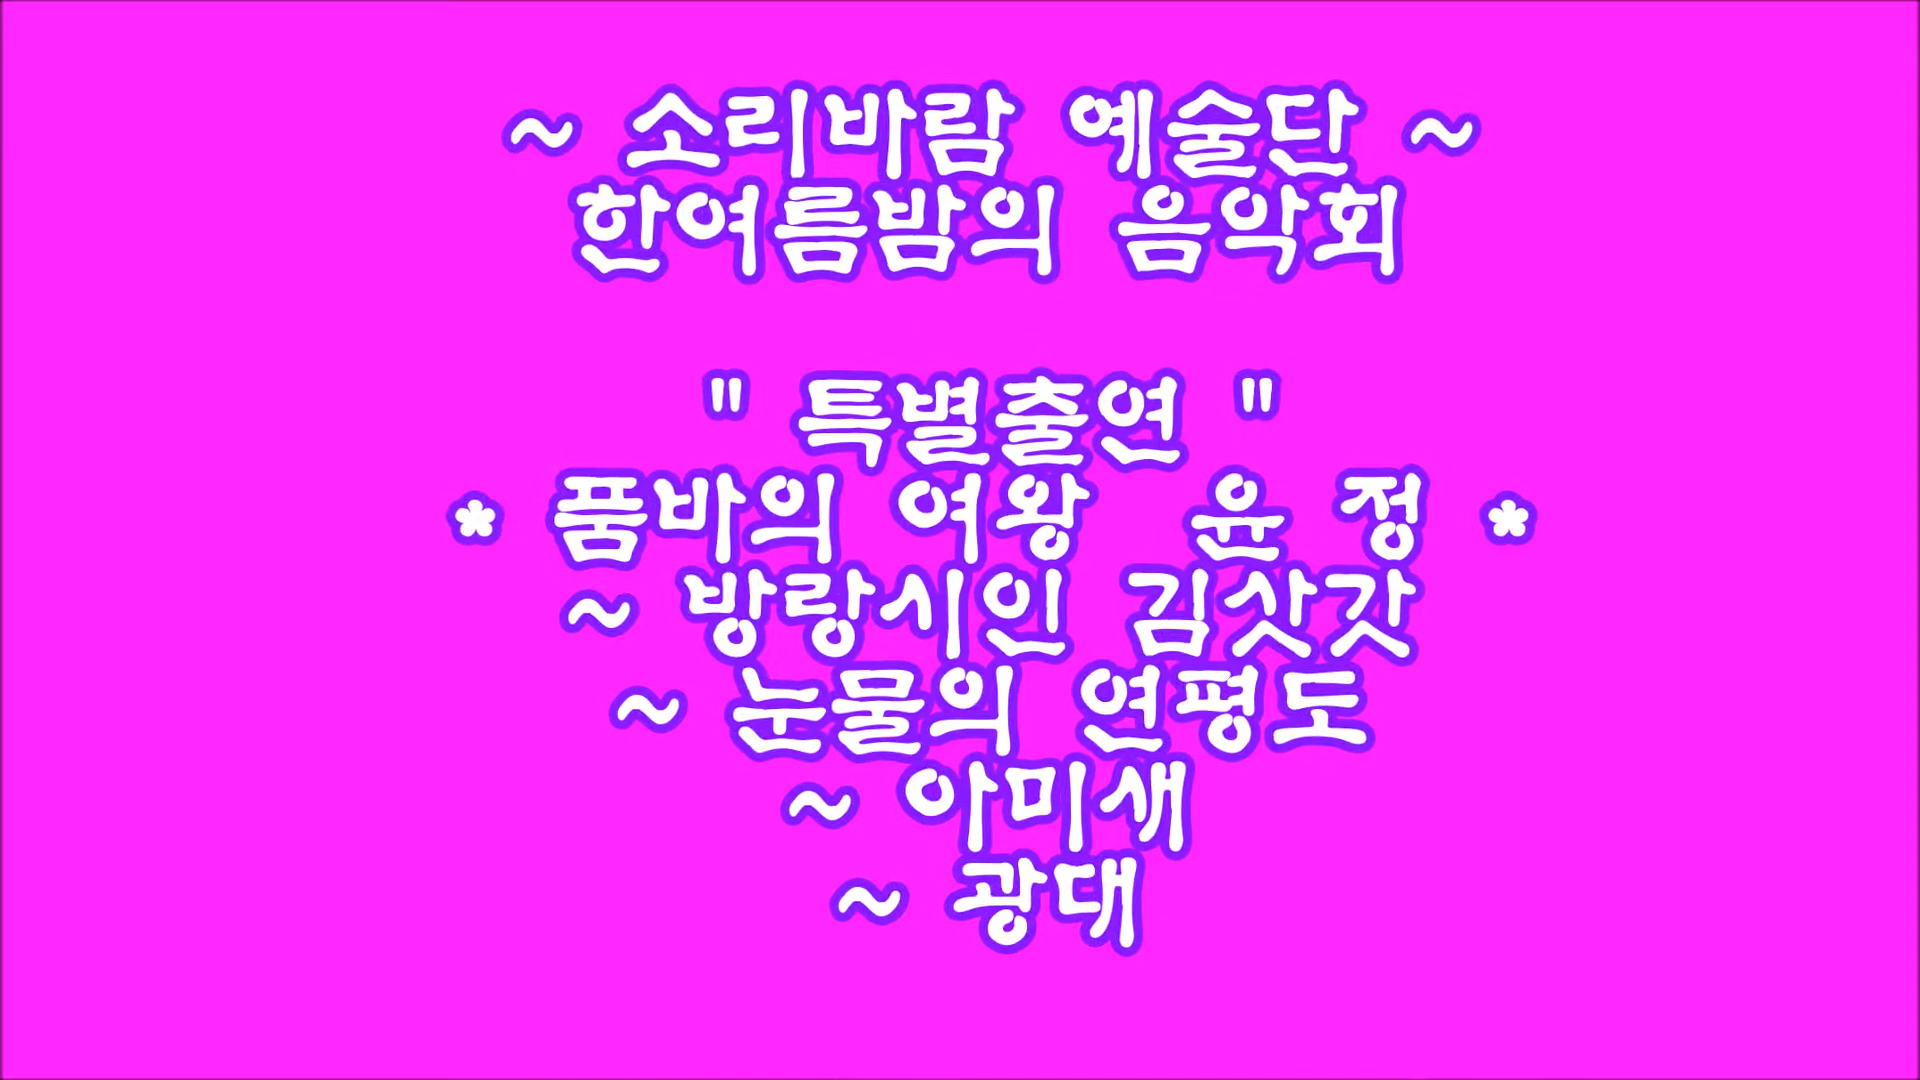 ~ 소리바람 예술단 ~
한여름밤의 음악회
" 특별출연 "
* 품바의 여왕 윤 정 *
~ 방랑시인 김삿갓
~ 눈물의 연평도
~ 아미새
~ 광대